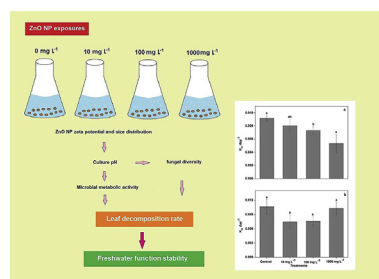 ZnO NP exposures
0 mg L⁻¹ 10 mg L⁻¹ 100 mg L⁻¹ 1000mg L⁻¹
ZnO NP zeta potential and size distribution
Culture pH fungal diversity
Microbial metabolic activity
Leaf decomposition rate
Freshwater function stability
a
b
Control 10 mg L⁻¹ 100 mg L⁻¹ 1000 mg L⁻¹
Treatments